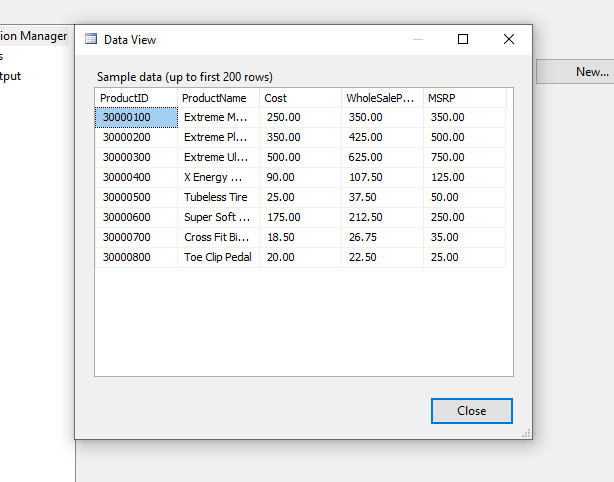 Data View
ion Manager
s
tput
New...
Sample data (up to first 200 rows)
ProductID ProductName Cost WholeSaleP... MSRP
30000100 Extreme M... 250.00 350.00 350.00
30000200 Extreme Pl... 350.00 425.00 500.00
30000300 Extreme Ul... 500.00 625.00 750.00
30000400 X Energy ... 90.00 107.50 125.00
30000500 Tubeless Tire 25.00 37.50 50.00
30000600 Super Soft ... 175.00 212.50 250.00
30000700 Cross Fit Bi... 18.50 26.75 35.00
30000800 Toe Clip Pedal 20.00 22.50 25.00
Close